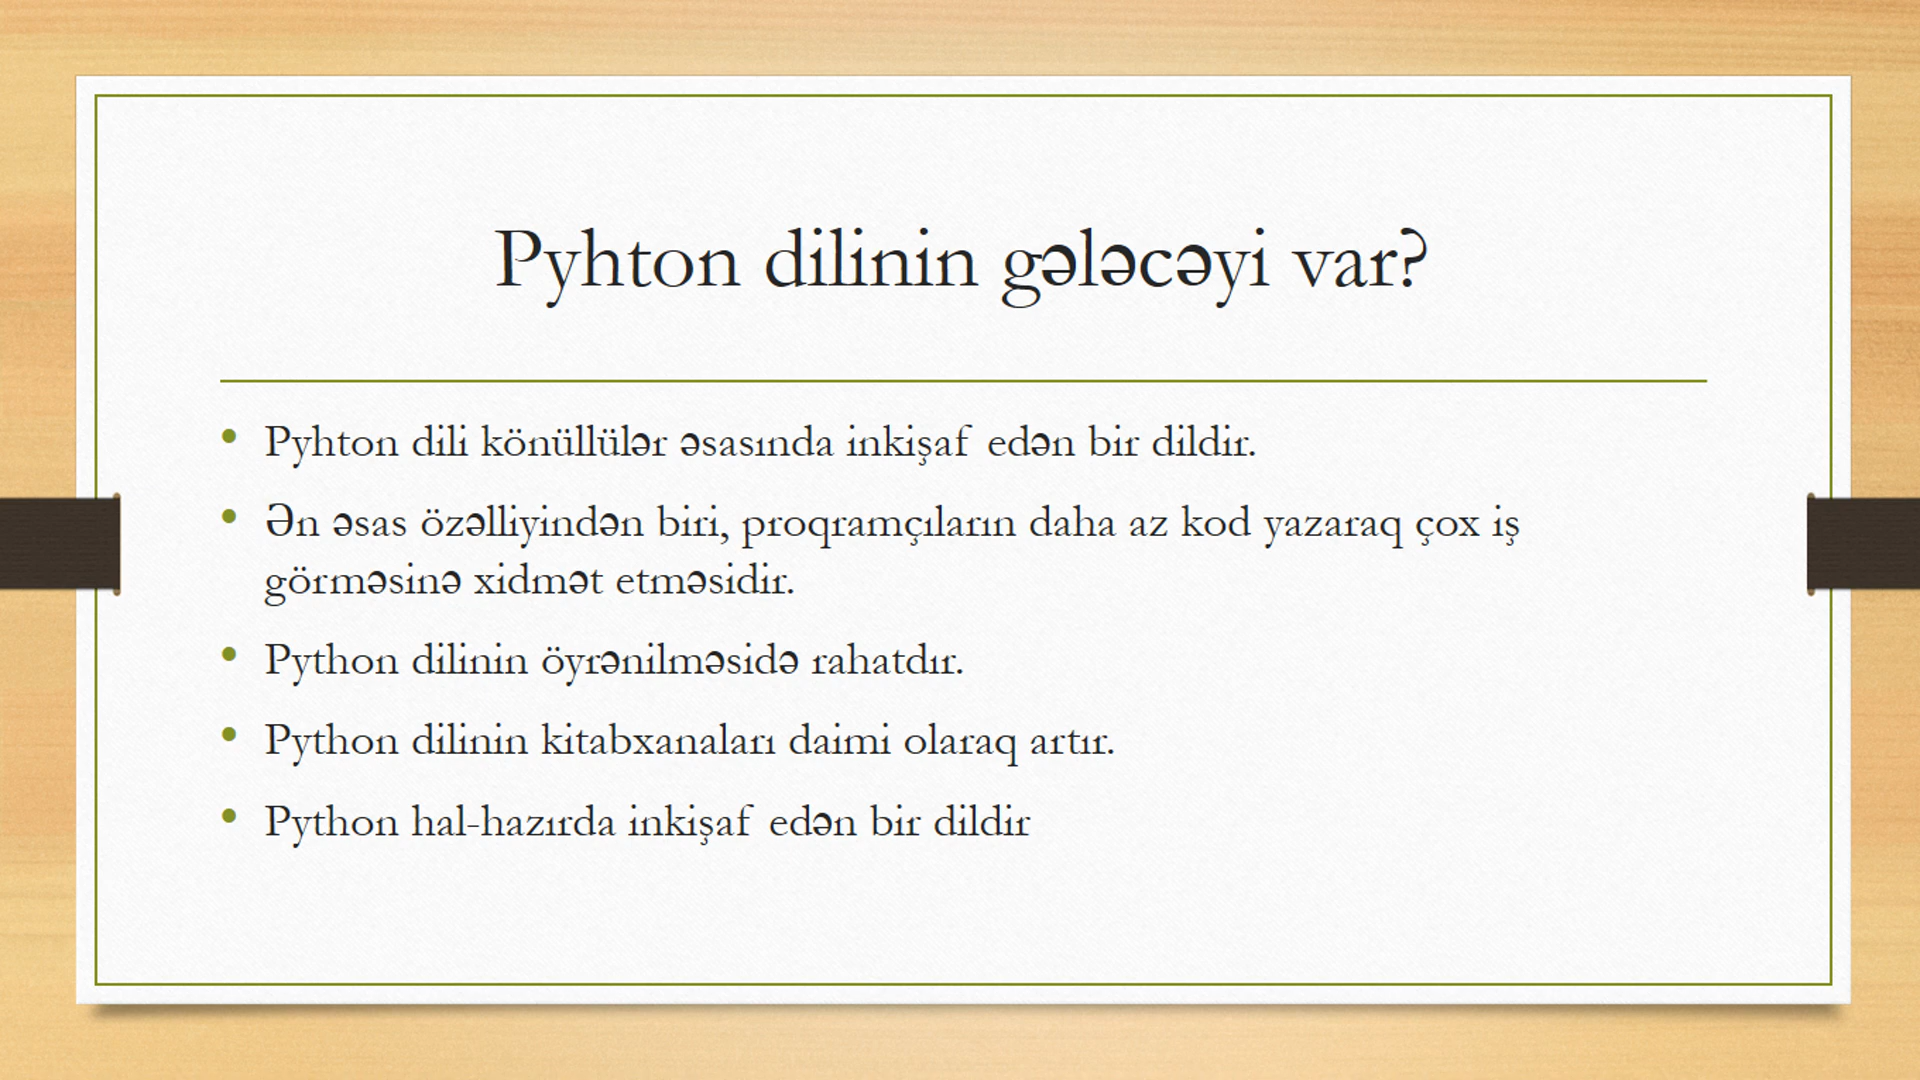 Pyhton dilinin gələcəyi var?
• Pyhton dili könüllülər əsasında inkişaf edən bir dildir.
• Ən əsas özəlliyindən biri, proqramçıların daha az kod yazaraq çox iş
görməsinə xidmət etməsidir.
• Python dilinin öyrənilməsidə rahatdır.
• Python dilinin kitabxanaları daimi olaraq artır.
• Python hal-hazırda inkişaf edən bir dildir